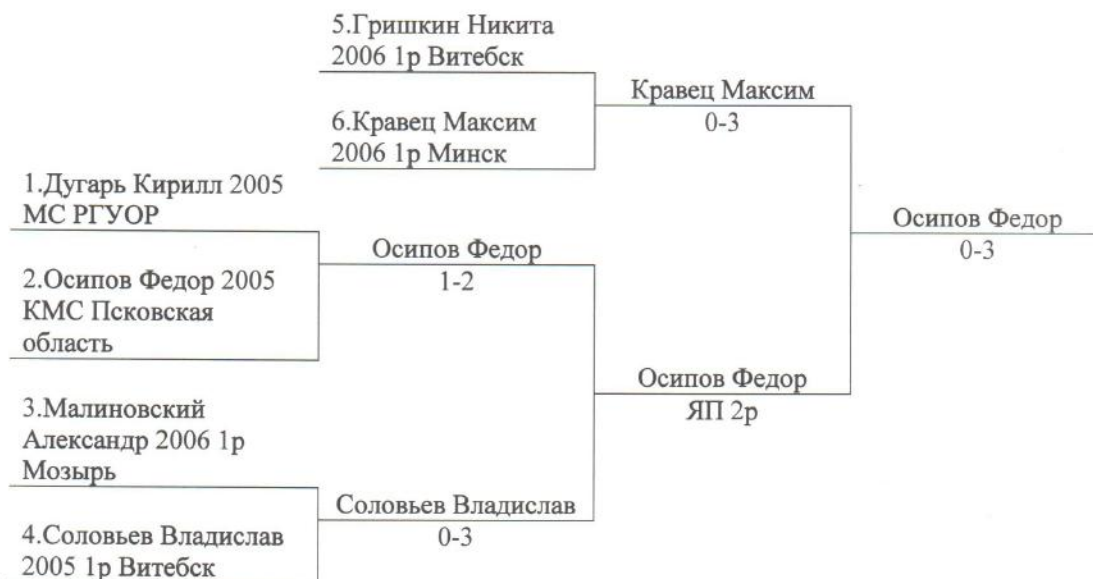 5.Гришкин Никита
2006 1р Витебск
Кравец Максим
0-3
6.Кравец Максим
2006 1р Минск
1.Дугарь Кирилл 2005
МС РГУОР
Осипов Федор
0-3
Осипов Федор
1-2
2.Осипов Федор 2005
КМС Псковская
область
Осипов Федор
ЯП 2р
3.Малиновский
Александр 2006 1р
Мозырь
Соловьев Владислав
0-3
4.Соловьев Владислав
2005 1р Витебск